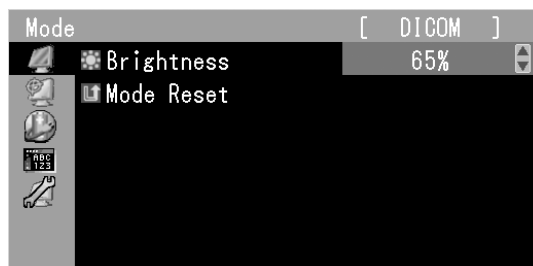 Mode [ DICOM ]
Brightness 65%
Mode Reset
ABC
123